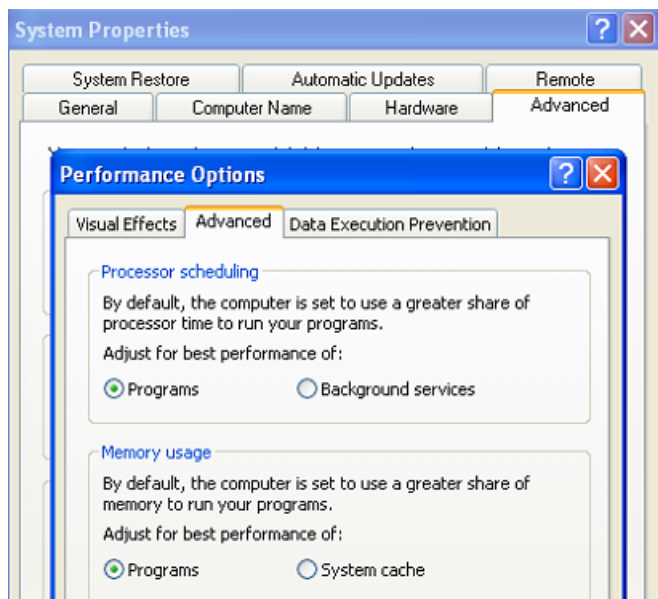 System Properties
System Restore Automatic Updates Remote
General Computer Name Hardware Advanced
Performance Options
Visual Effects Advanced Data Execution Prevention
Processor scheduling
By default, the computer is set to use a greater share of
processor time to run your programs.
Adjust for best performance of:
Programs Background services
Memory usage
By default, the computer is set to use a greater share of
memory to run your programs.
Adjust for best performance of:
Programs System cache